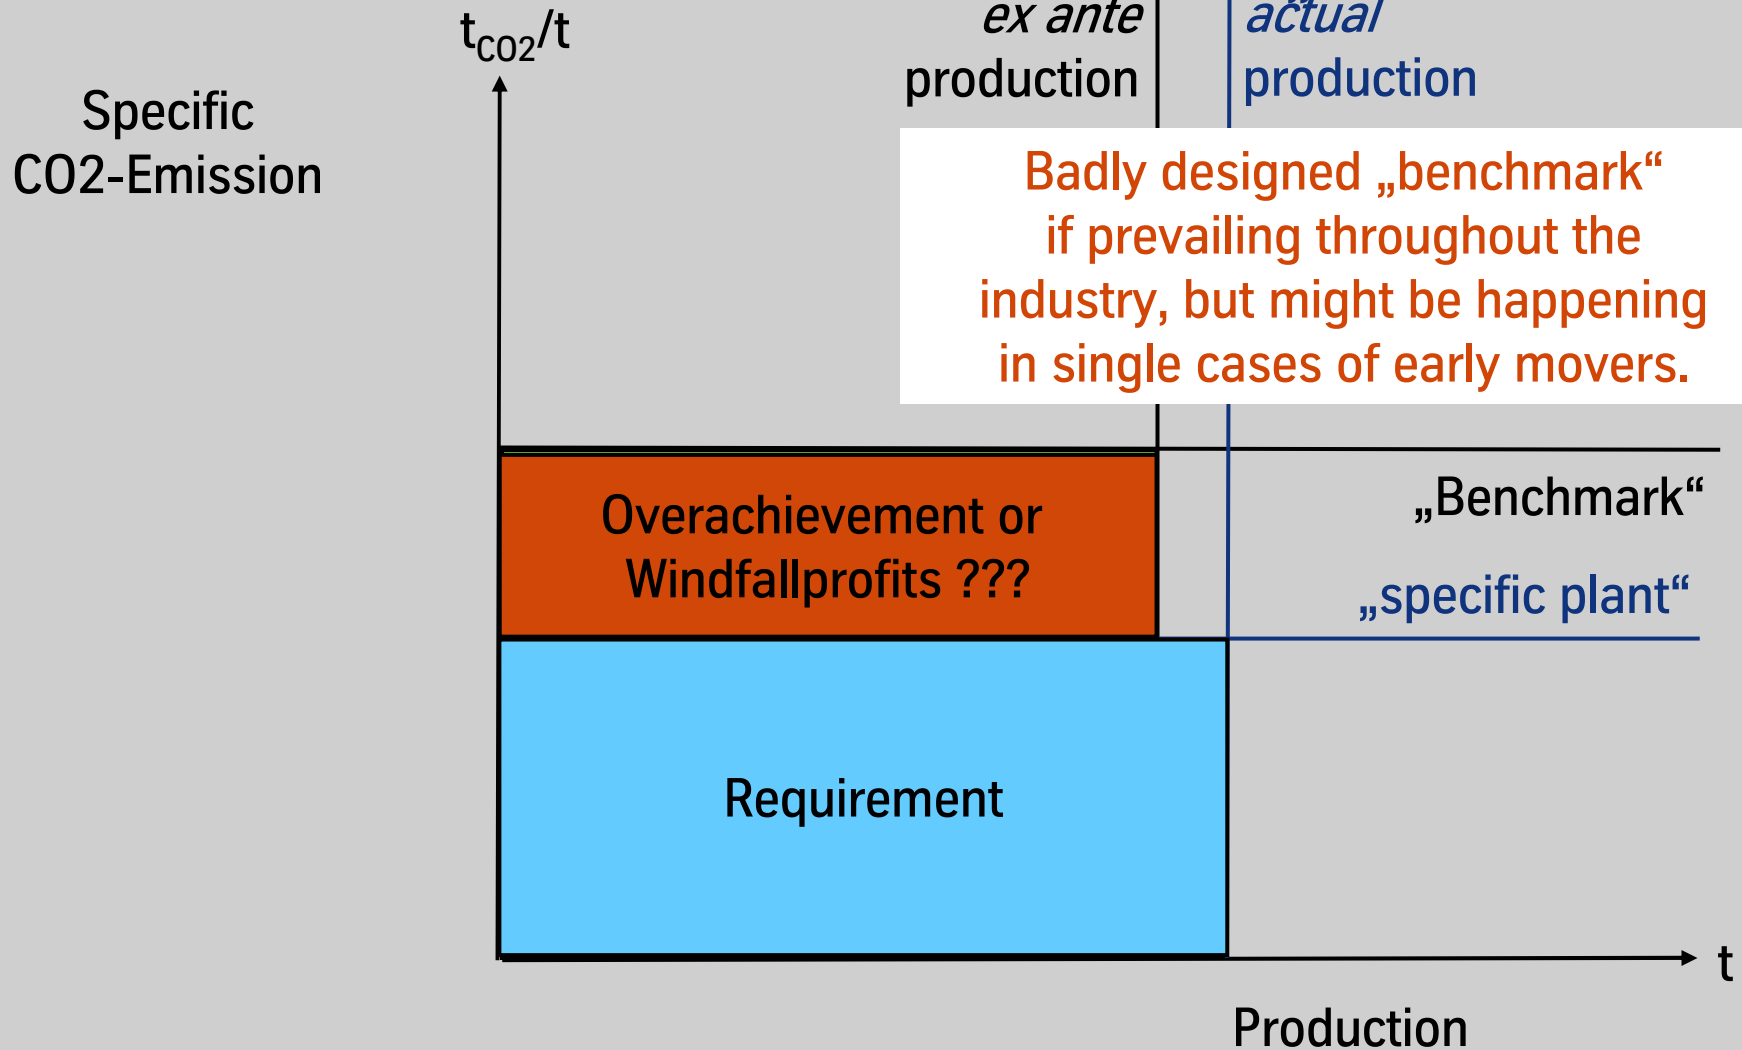 t_CO2/t
Specific
CO2-Emission
ex ante
production
actual
production
Badly designed „benchmark“
if prevailing throughout the
industry, but might be happening
in single cases of early movers.
Overachievement or
Windfallprofits ???
„Benchmark“
„specific plant“
Requirement
t
Production